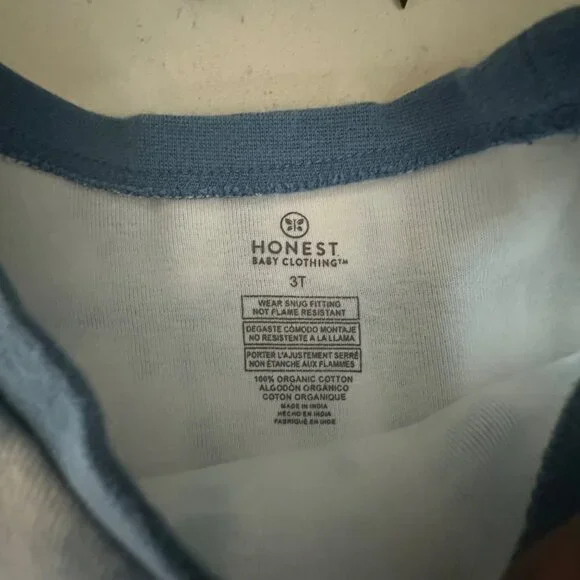 HONEST
BABY CLOTHING™
3T
WEAR SNUG FITTING
NOT FLAME RESISTANT
DÉGASTE CÓMODO MONTAJE
NO RESISTENTE A LA LLAMA
PORTER L'AJUSTEMENT SERRÉ
NON ÉTANCHE AUX FLAMMES
100% ORGANIC COTTON
ALGODÓN ORGÁNICO
COTON ORGANIQUE
MADE IN INDIA
HECHO EN INDIA
FABRIQUÉ EN INDE